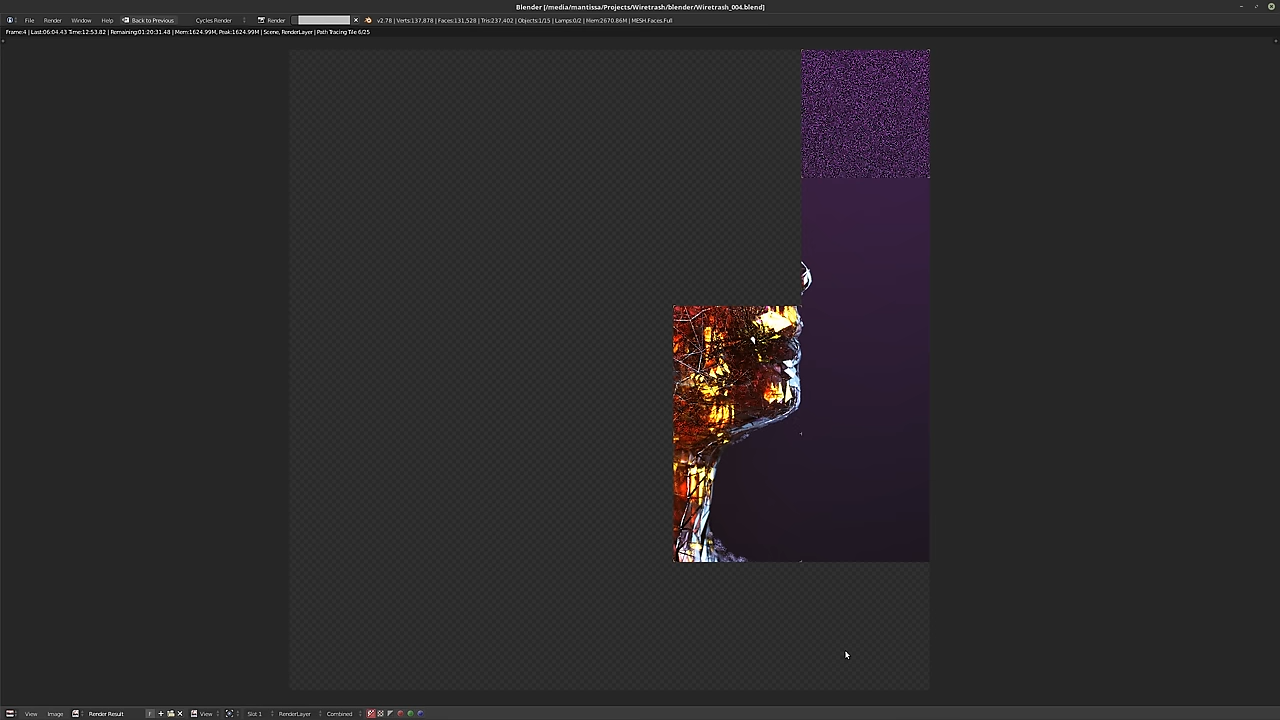 Blender [/media/mantissa/Projects/Wiretrash/blender/Wiretrash_004.blend]
File Render Window Help Back to Previous Cycles Render Render v2.78 | Verts:137,878 | Faces:131,528 | Tris:237,402 | Objects:1/15 | Lamps:0/2 | Mem:2670.86M | MESH.Faces.Full
Frame:4 | Last:06:04.43 Time:12:53.82 | Remaining:01:20:31.48 | Mem:1624.99M, Peak:1624.99M | Scene, RenderLayer | Path Tracing Tile 6/25
View Image Render Result F View Slot 1 RenderLayer Combined